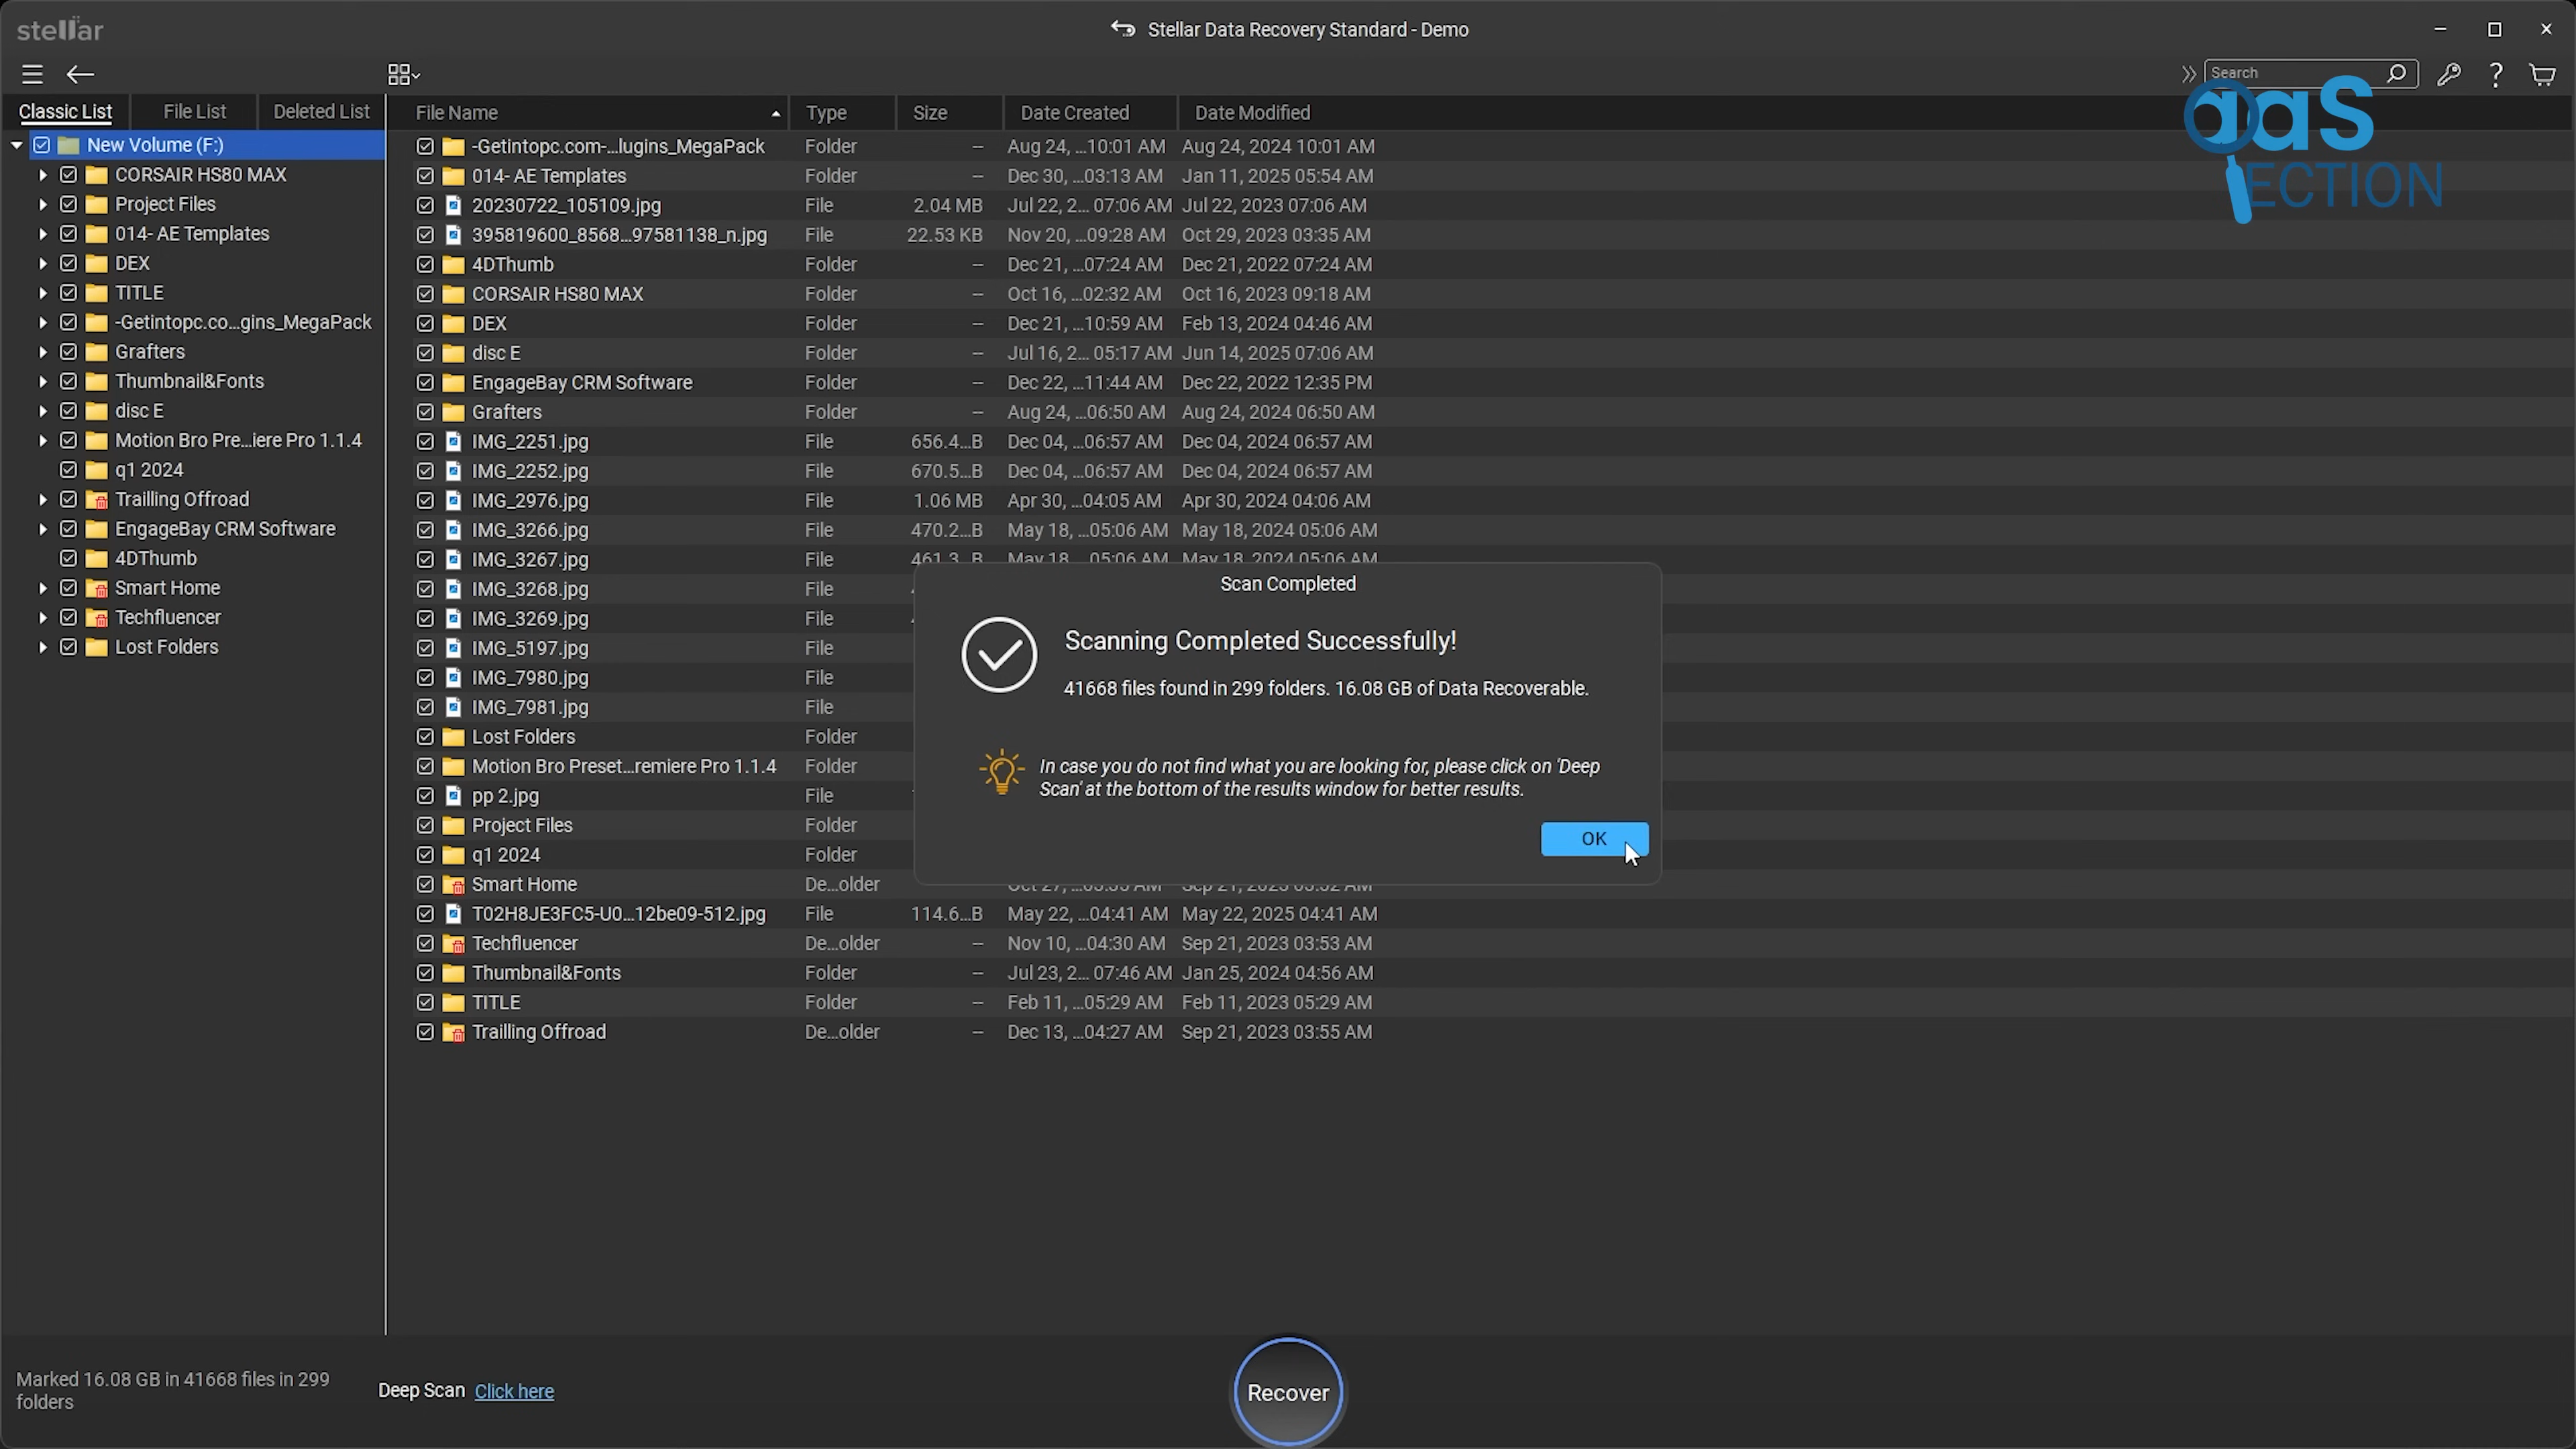 stellar
Stellar Data Recovery Standard - Demo
Search
Classic List File List Deleted List
File Name Type Size Date Created Date Modified
New Volume (F:)
CORSAIR HS80 MAX
Project Files
014- AE Templates
DEX
TITLE
-Getintopc.co...gins_MegaPack
Grafters
Thumbnail&Fonts
disc E
Motion Bro Pre...iere Pro 1.1.4
q1 2024
Trailling Offroad
EngageBay CRM Software
4DThumb
Smart Home
Techfluencer
Lost Folders
-Getintopc.com-...lugins_MegaPack Folder – Aug 24, ...10:01 AM Aug 24, 2024 10:01 AM
014- AE Templates Folder – Dec 30, ...03:13 AM Jan 11, 2025 05:54 AM
20230722_105109.jpg File 2.04 MB Jul 22, 2... 07:06 AM Jul 22, 2023 07:06 AM
395819600_8568...97581138_n.jpg File 22.53 KB Nov 20, ...09:28 AM Oct 29, 2023 03:35 AM
4DThumb Folder – Dec 21, ...07:24 AM Dec 21, 2022 07:24 AM
CORSAIR HS80 MAX Folder – Oct 16, ...02:32 AM Oct 16, 2023 09:18 AM
DEX Folder – Dec 21, ...10:59 AM Feb 13, 2024 04:46 AM
disc E Folder – Jul 16, 2... 05:17 AM Jun 14, 2025 07:06 AM
EngageBay CRM Software Folder – Dec 22, ...11:44 AM Dec 22, 2022 12:35 PM
Grafters Folder – Aug 24, ...06:50 AM Aug 24, 2024 06:50 AM
IMG_2251.jpg File 656.4...B Dec 04, ...06:57 AM Dec 04, 2024 06:57 AM
IMG_2252.jpg File 670.5...B Dec 04, ...06:57 AM Dec 04, 2024 06:57 AM
IMG_2976.jpg File 1.06 MB Apr 30, ...04:05 AM Apr 30, 2024 04:06 AM
IMG_3266.jpg File 470.2...B May 18, ...05:06 AM May 18, 2024 05:06 AM
IMG_3267.jpg File 461.3...B May 18, ...05:06 AM May 18, 2024 05:06 AM
IMG_3268.jpg File
IMG_3269.jpg File
IMG_5197.jpg File
IMG_7980.jpg File
IMG_7981.jpg File
Lost Folders Folder
Motion Bro Preset...remiere Pro 1.1.4 Folder
pp 2.jpg File
Project Files Folder
q1 2024 Folder
Smart Home De...older
T02H8JE3FC5-U0...12be09-512.jpg File 114.6...B May 22, ...04:41 AM May 22, 2025 04:41 AM
Techfluencer De...older – Nov 10, ...04:30 AM Sep 21, 2023 03:53 AM
Thumbnail&Fonts Folder – Jul 23, 2... 07:46 AM Jan 25, 2024 04:56 AM
TITLE Folder – Feb 11, ...05:29 AM Feb 11, 2023 05:29 AM
Trailling Offroad De...older – Dec 13, ...04:27 AM Sep 21, 2023 03:55 AM
Scan Completed
Scanning Completed Successfully!
41668 files found in 299 folders. 16.08 GB of Data Recoverable.
In case you do not find what you are looking for, please click on 'Deep
Scan' at the bottom of the results window for better results.
OK
Marked 16.08 GB in 41668 files in 299
folders
Deep Scan Click here
Recover